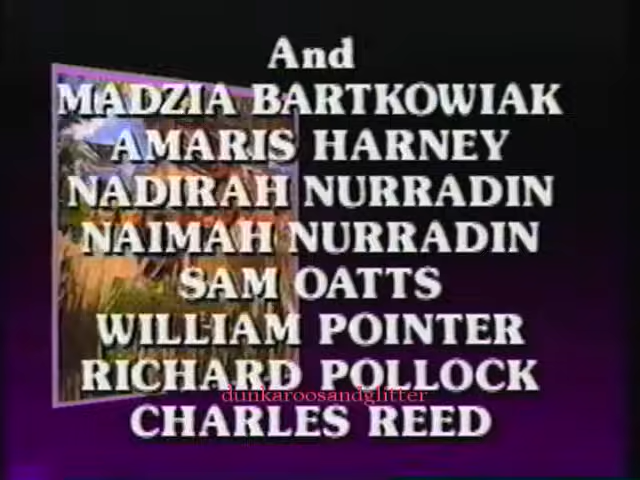 And
MADZIA BARTKOWIAK
AMARIS HARNEY
NADIRAH NURRADIN
NAIMAH NURRADIN
SAM OATTS
WILLIAM POINTER
RICHARD POLLOCK
dunkaroosandglitter
CHARLES REED